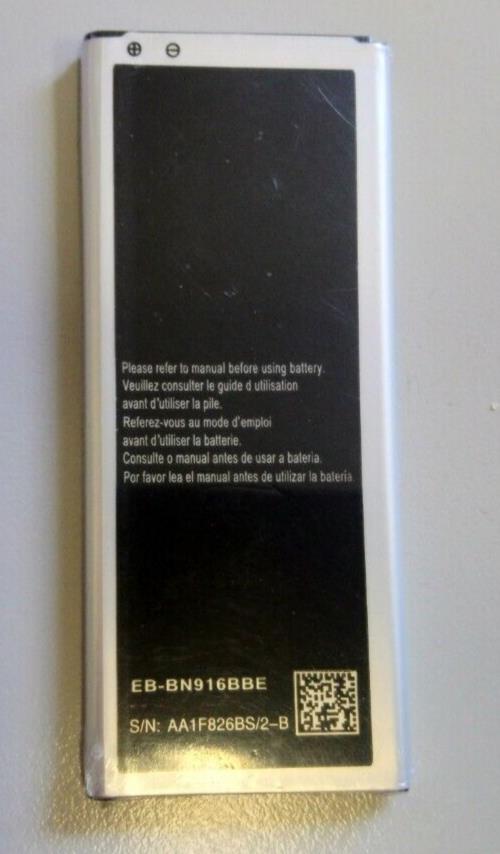 ⊕ ⊖
Please refer to manual before using battery.
Veuillez consulter le guide d utilisation
avant d'utiliser la pile.
Referez-vous au mode d'emploi
avant d'utiliser la batterie.
Consulte o manual antes de usar a bateria.
Por favor lea el manual antes de utilizar la batería.
EB-BN916BBE
S/N: AA1F826BS/2-B